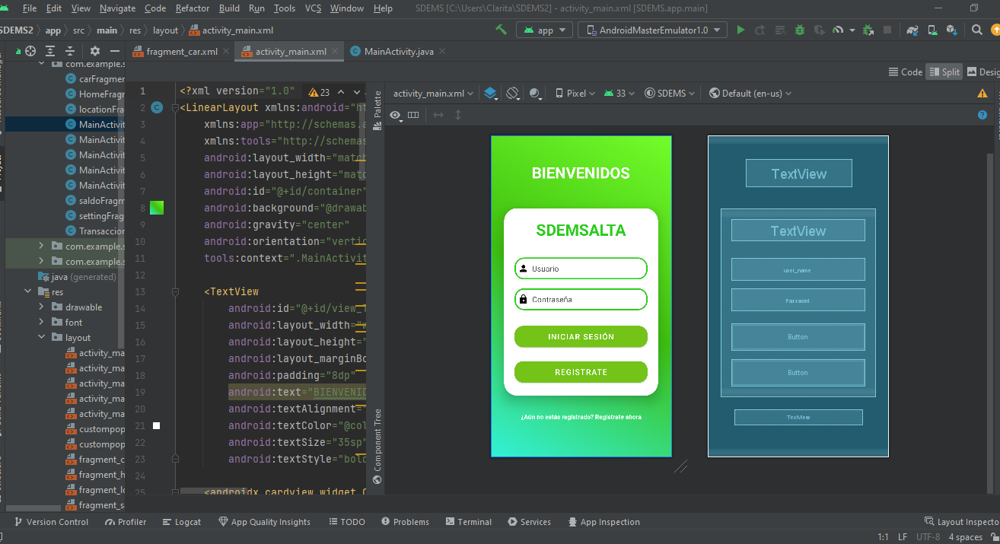 File Edit View Navigate Code Refactor Build Run Tools VCS Window Help SDEMS [C:\Users\Clarita\SDEMS2] - activity_main.xml [SDEMS.app.main]
SDEMS2 app src main res layout activity_main.xml app AndroidMasterEmulator1.0
fragment_car.xml activity_main.xml MainActivity.java
Code Split Desig
com.example.s
carFragmen
HomeFrag
locationFra
MainActivit
MainActivit
MainActivit
MainActivit
MainActivit
saldoFragm
settingFrag
Transaccion
com.example.s
com.example.s
java (generated)
res
drawable
font
layout
activity_ma
activity_ma
activity_ma
activity_ma
activity_ma
custompop
custompop
fragment_c
fragment_h
fragment_lo
fragment_s
1 <?xml version="1.0" 23
2 <LinearLayout xmlns:android="ht
3 xmlns:app="http://schemas.a
4 xmlns:tools="http://schemas
5 android:layout_width="match
6 android:layout_height="matc
7 android:id="@+id/container"
8 android:background="@drawab
9 android:gravity="center"
10 android:orientation="vertic
11 tools:context=".MainActivit
12
13 <TextView
14 android:id="@+id/view_
15 android:layout_width="w
16 android:layout_height="
17 android:layout_marginBo
18 android:padding="8dp"
19 android:text="BIENVENID
20 android:textAlignment="
21 android:textColor="@col
22 android:textSize="35sp"
23 android:textStyle="bold
24
25 <androidx.cardview.widget.C
Palette
Component Tree
activity_main.xml Pixel 33 SDEMS Default (en-us)
BIENVENIDOS
SDEMSALTA
Usuario
Contraseña
INICIAR SESIÓN
REGISTRATE
¿Aún no estás registrado? Registrate ahora
TextView
TextView
user_name
Password
Button
Button
TextView
Version Control Profiler Logcat App Quality Insights TODO Problems Terminal Services App Inspection Layout Inspecto
1:1 LF UTF-8 4 spaces